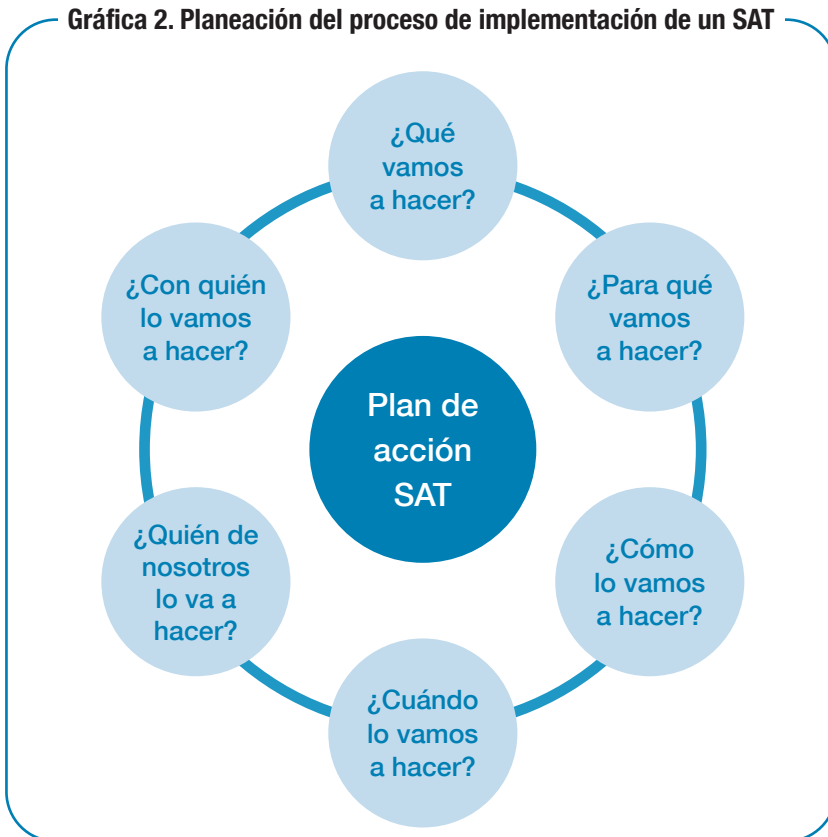 Gráfica 2. Planeación del proceso de implementación de un SAT
¿Qué
vamos
a hacer?
¿Para qué
vamos
a hacer?
¿Cómo
lo vamos
a hacer?
¿Cuándo
lo vamos
a hacer?
¿Quién de
nosotros
lo va a
hacer?
¿Con quién
lo vamos
a hacer?
Plan de
acción
SAT